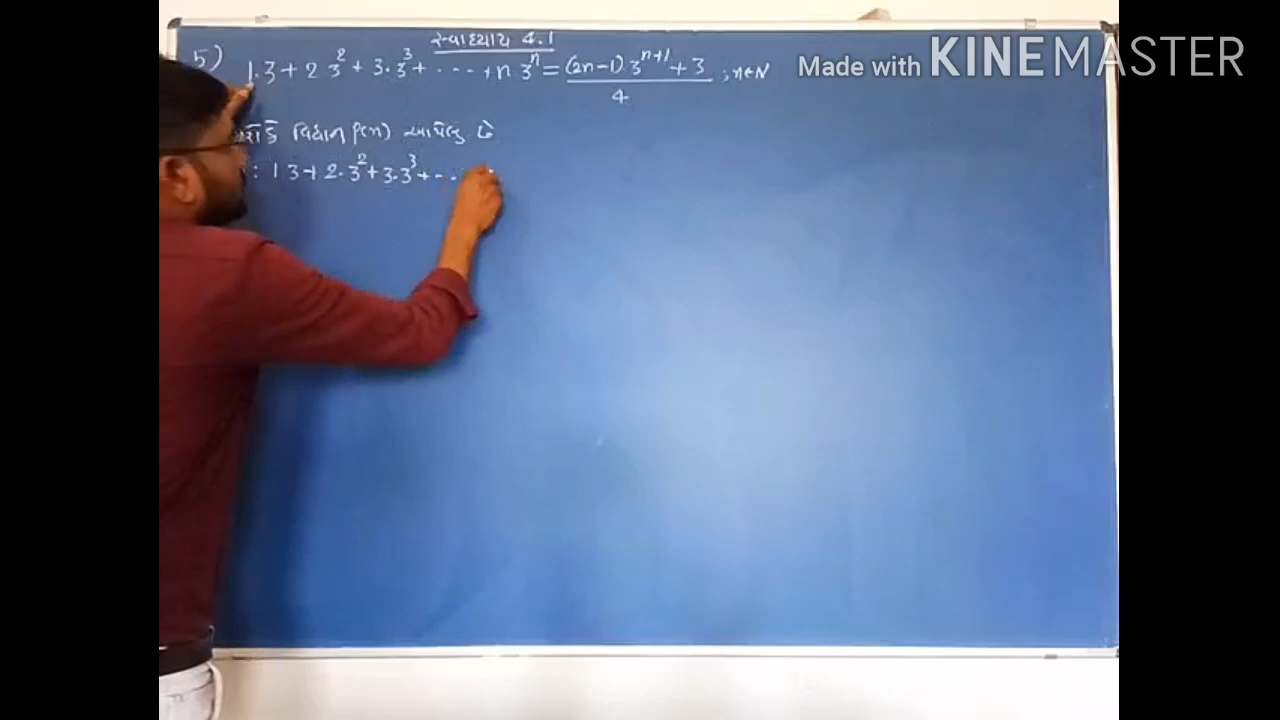 સ્વાધ્યાય 4.1
5) 1.3 + 2 3² + 3.3³ + ... + n 3ⁿ = (2n-1).3ⁿ⁺¹ + 3 / 4 ; n∈N
Made with KINEMASTER
વિધાન P(n) આપેલું છે
: 1 3 + 2.3² + 3.3³ + ...